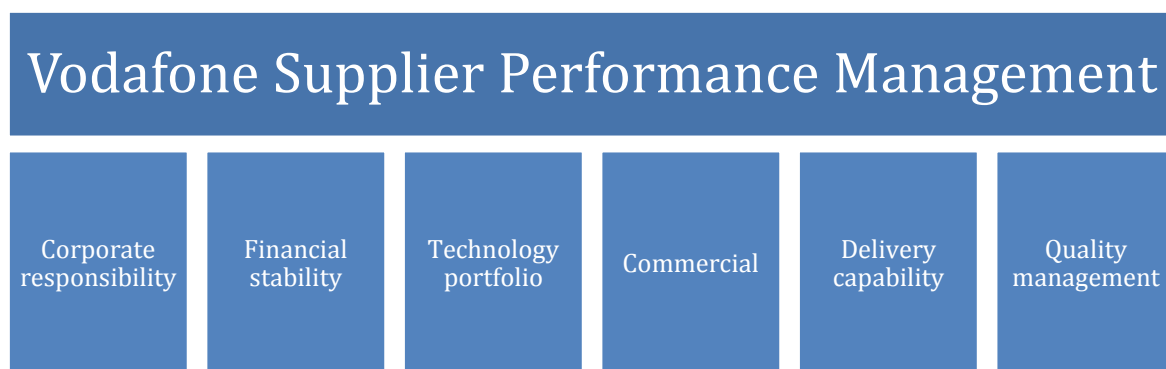 Vodafone Supplier Performance Management
Corporate
responsibility
Financial
stability
Technology
portfolio
Commercial
Delivery
capability
Quality
management